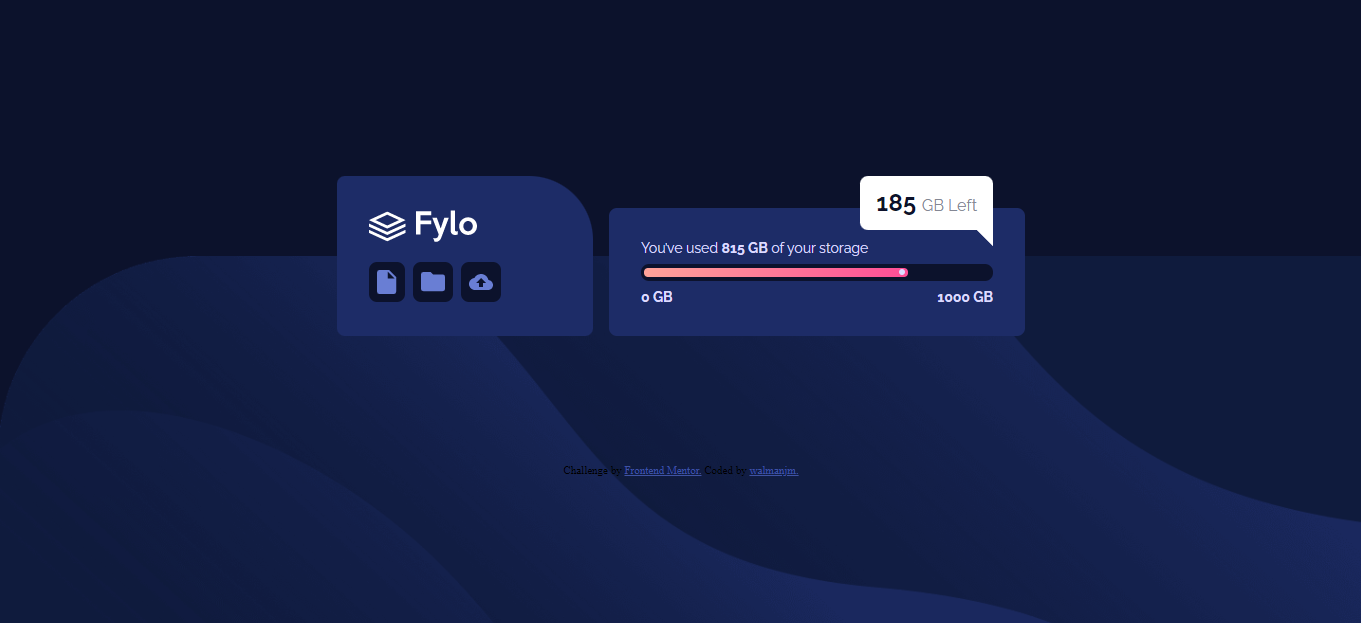 Fylo
185 GB Left
You've used 815 GB of your storage
0 GB 1000 GB
Challenge by Frontend Mentor. Coded by walmanjm.